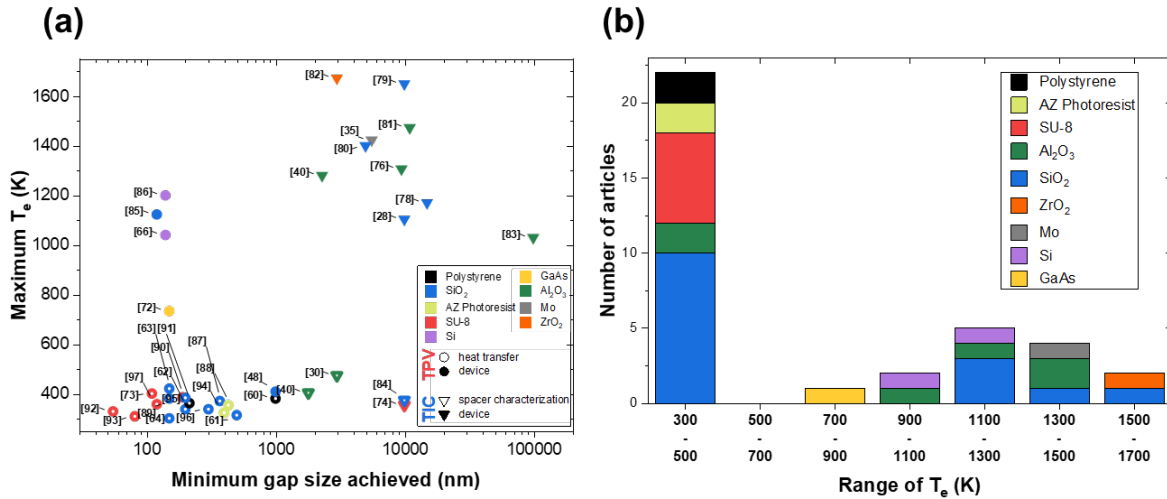 (a)
Maximum T_e (K)
1600
1400
1200
1000
800
600
400
100
1000
10000
100000
Minimum gap size achieved (nm)
[82]
[79]
[35]
[81]
[80]
[76]
[40]
[86]
[78]
[85]
[28]
[66]
[83]
[72]
[63]
[91]
[87]
[90]
[62]
[88]
[97]
[48]
[30]
[73]
[95]
[94]
[60]
[40]
[84]
[92]
[74]
[93]
[89]
[64]
[96]
[61]
Polystyrene
SiO₂
AZ Photoresist
SU-8
Si
GaAs
Al₂O₃
Mo
ZrO₂
TPV
heat transfer
device
TIC
spacer characterization
device
(b)
Number of articles
20
15
10
5
0
Polystyrene
AZ Photoresist
SU-8
Al₂O₃
SiO₂
ZrO₂
Mo
Si
GaAs
300 500 700 900 1100 1300 1500
- - - - - - -
500 700 900 1100 1300 1500 1700
Range of T_e (K)